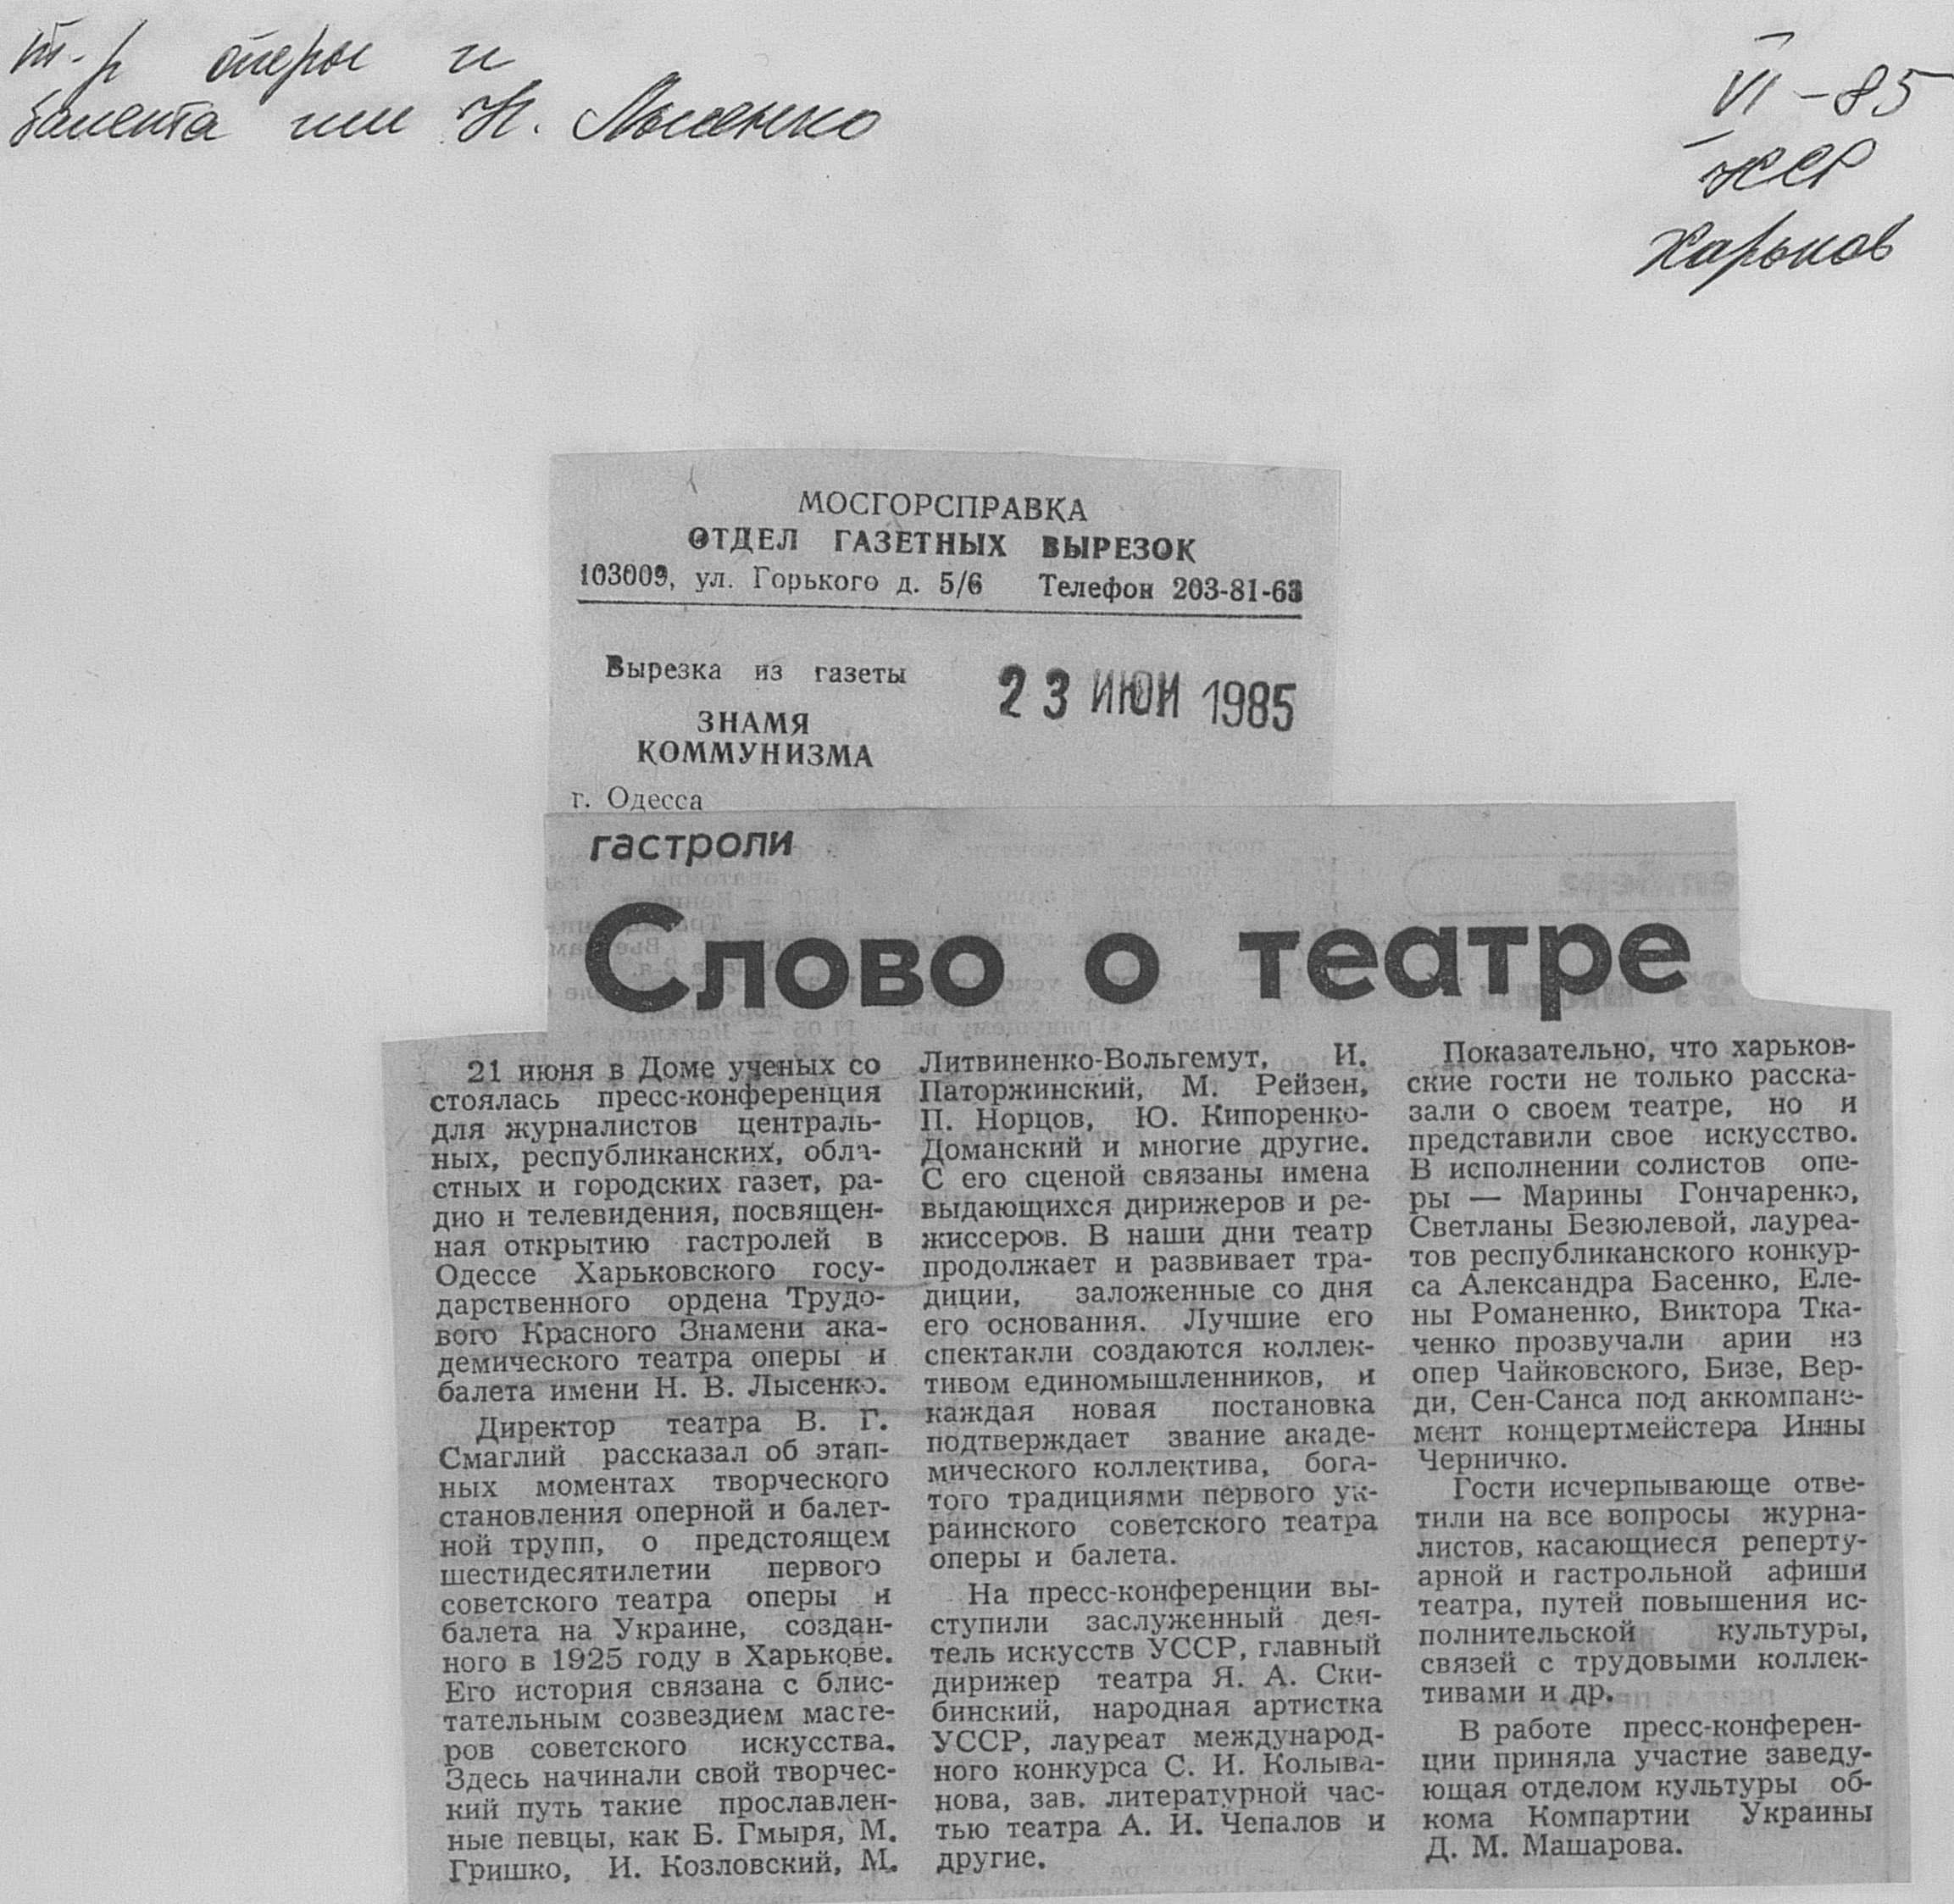 т-р оперы и
балета им Н. Лысенко
VI-85
Харьков
МОСГОРСПРАВКА
ОТДЕЛ ГАЗЕТНЫХ ВЫРЕЗОК
103009, ул. Горького д. 5/6 Телефон 203-81-63
Вырезка из газеты
23 ИЮН 1985
ЗНАМЯ
КОММУНИЗМА
г. Одесса
гастроли
Слово о театре
21 июня в Доме ученых со
стоялась пресс-конференция
для журналистов централь-
ных, республиканских, обла-
стных и городских газет, ра-
дио и телевидения, посвящен-
ная открытию гастролей в
Одессе Харьковского госу-
дарственного ордена Трудо-
вого Красного Знамени ака-
демического театра оперы и
балета имени Н. В. Лысенко.
Директор театра В. Г.
Смаглий рассказал об этап-
ных моментах творческого
становления оперной и балет-
ной трупп, о предстоящем
шестидесятилетии первого
советского театра оперы и
балета на Украине, создан-
ного в 1925 году в Харькове.
Его история связана с блис-
тательным созвездием масте-
ров советского искусства.
Здесь начинали свой творчес-
кий путь такие прославлен-
ные певцы, как Б. Гмыря, М.
Гришко, И. Козловский, М.
Литвиненко-Вольгемут, И.
Паторжинский, М. Рейзен,
П. Норцов, Ю. Кипоренко-
Доманский и многие другие.
С его сценой связаны имена
выдающихся дирижеров и ре-
жиссеров. В наши дни театр
продолжает и развивает тра-
диции, заложенные со дня
его основания. Лучшие его
спектакли создаются коллек-
тивом единомышленников, и
каждая новая постановка
подтверждает звание акаде-
мического коллектива, бога-
того традициями первого ук-
раинского советского театра
оперы и балета.
На пресс-конференции вы-
ступили заслуженный дея-
тель искусств УССР, главный
дирижер театра Я. А. Ски-
бинский, народная артистка
УССР, лауреат международ-
ного конкурса С. И. Колыва-
нова, зав. литературной час-
тью театра А. И. Чепалов и
другие.
Показательно, что харьков-
ские гости не только расска-
зали о своем театре, но и
представили свое искусство.
В исполнении солистов опе-
ры — Марины Гончаренко,
Светланы Безюлевой, лауреа-
тов республиканского конкур-
са Александра Басенко, Еле-
ны Романенко, Виктора Тка-
ченко прозвучали арии из
опер Чайковского, Бизе, Вер-
ди, Сен-Санса под аккомпане-
мент концертмейстера Инны
Черничко.
Гости исчерпывающе отве-
тили на все вопросы журна-
листов, касающиеся реперту-
арной и гастрольной афиши
театра, путей повышения ис-
полнительской культуры,
связей с трудовыми коллек-
тивами и др.
В работе пресс-конферен-
ции приняла участие заведу-
ющая отделом культуры об-
кома Компартии Украины
Д. М. Машарова.